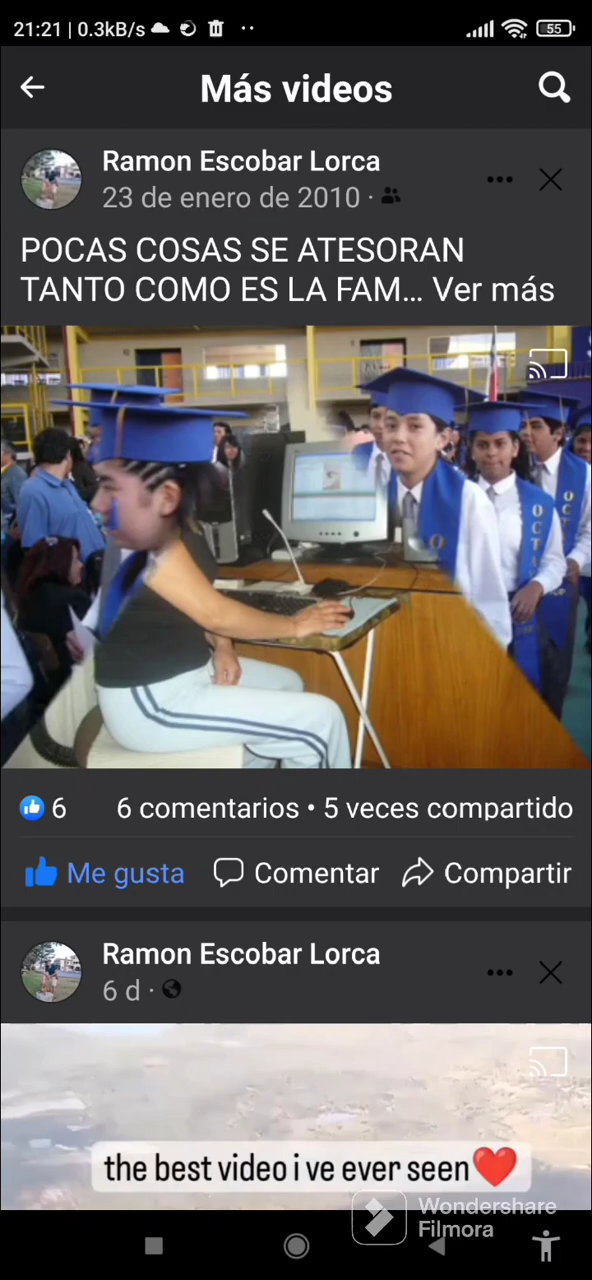 21:21 | 0.3kB/s
55
Más videos
Ramon Escobar Lorca
23 de enero de 2010 ·
POCAS COSAS SE ATESORAN
TANTO COMO ES LA FAM... Ver más
OCTA
6
6 comentarios • 5 veces compartido
Me gusta
Comentar
Compartir
Ramon Escobar Lorca
6 d ·
the best video i ve ever seen❤️
Wondershare
Filmora